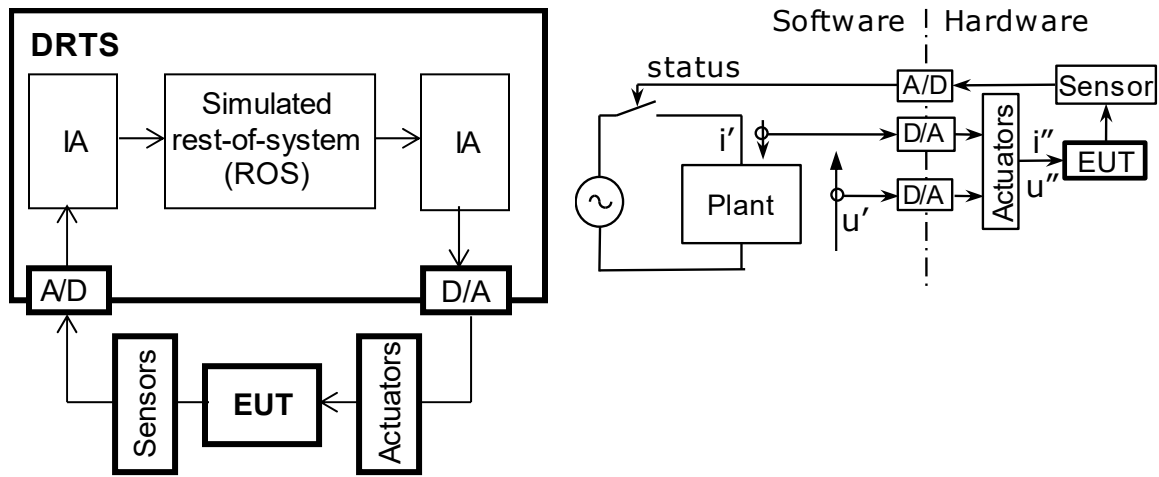 DRTS
IA
Simulated
rest-of-system
(ROS)
IA
A/D
D/A
Sensors
EUT
Actuators
Software
Hardware
status
A/D
Sensor
i′
D/A
Actuators
i″
u″
EUT
Plant
u′
D/A